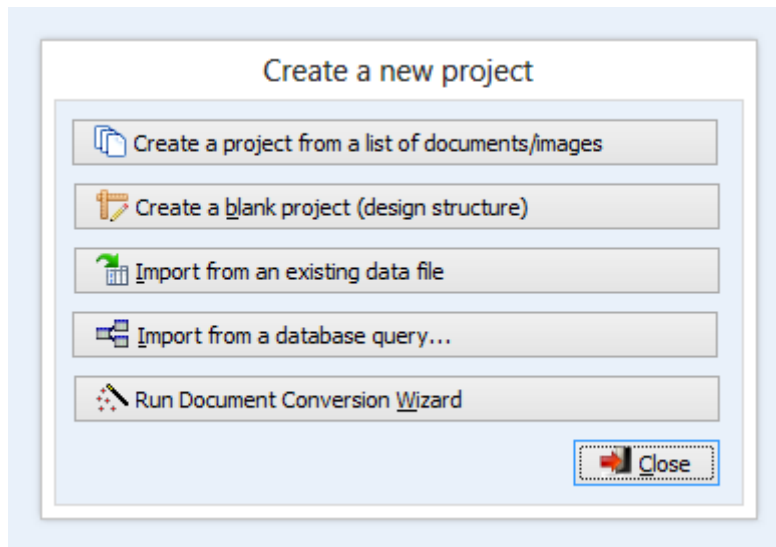 Create a new project
Create a project from a list of documents/images
Create a blank project (design structure)
Import from an existing data file
Import from a database query...
Run Document Conversion Wizard
Close